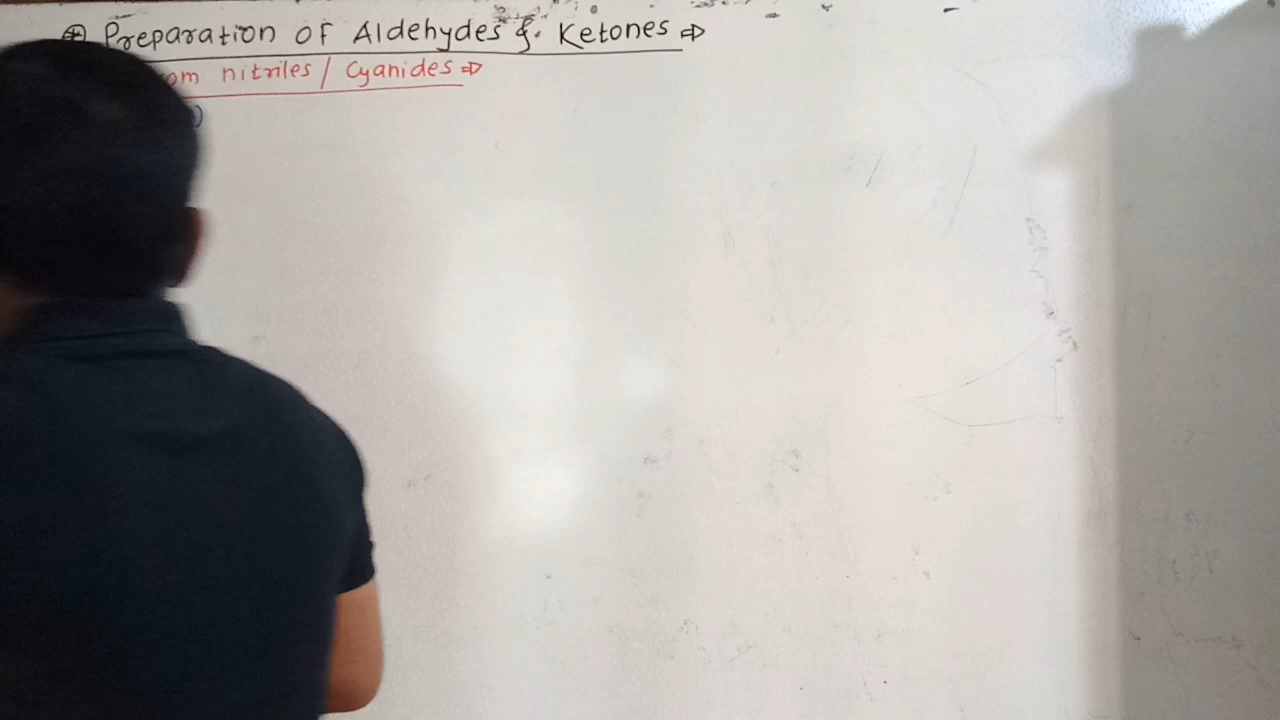 ⊕ Preparation of Aldehydes & Ketones ⇒
om nitriles / Cyanides ⇒
)